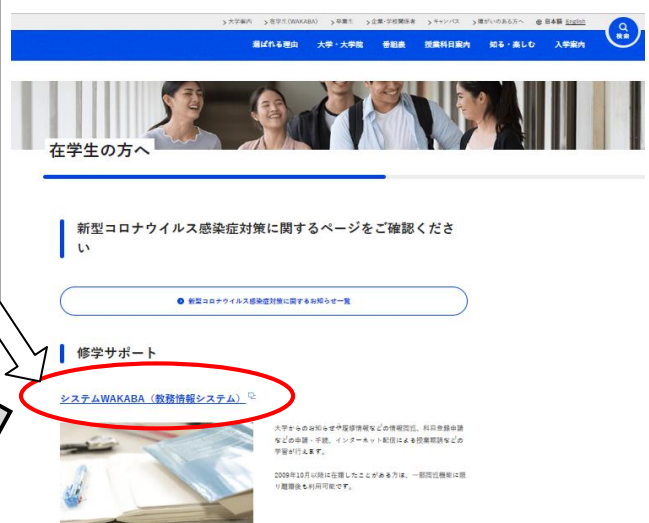 大学案内 在学生(WAKABA) 卒業生 企業・学校関係者 キャンパス 障がいのある方へ 日本語 English
検索
選ばれる理由 大学・大学院 番組表 授業科目案内 知る・楽しむ 入学案内
在学生の方へ
新型コロナウイルス感染症対策に関するページをご確認くださ
い
新型コロナウイルス感染症対策に関するお知らせ一覧
修学サポート
システムWAKABA（教務情報システム）
大学からのお知らせや履修情報などの情報閲覧、科目登録申請
などの申請・手続、インターネット配信による授業視聴などの
学習が行えます。
2009年10月以降に在籍したことがある方は、一部閲覧機能に限
り離籍後も利用可能です。